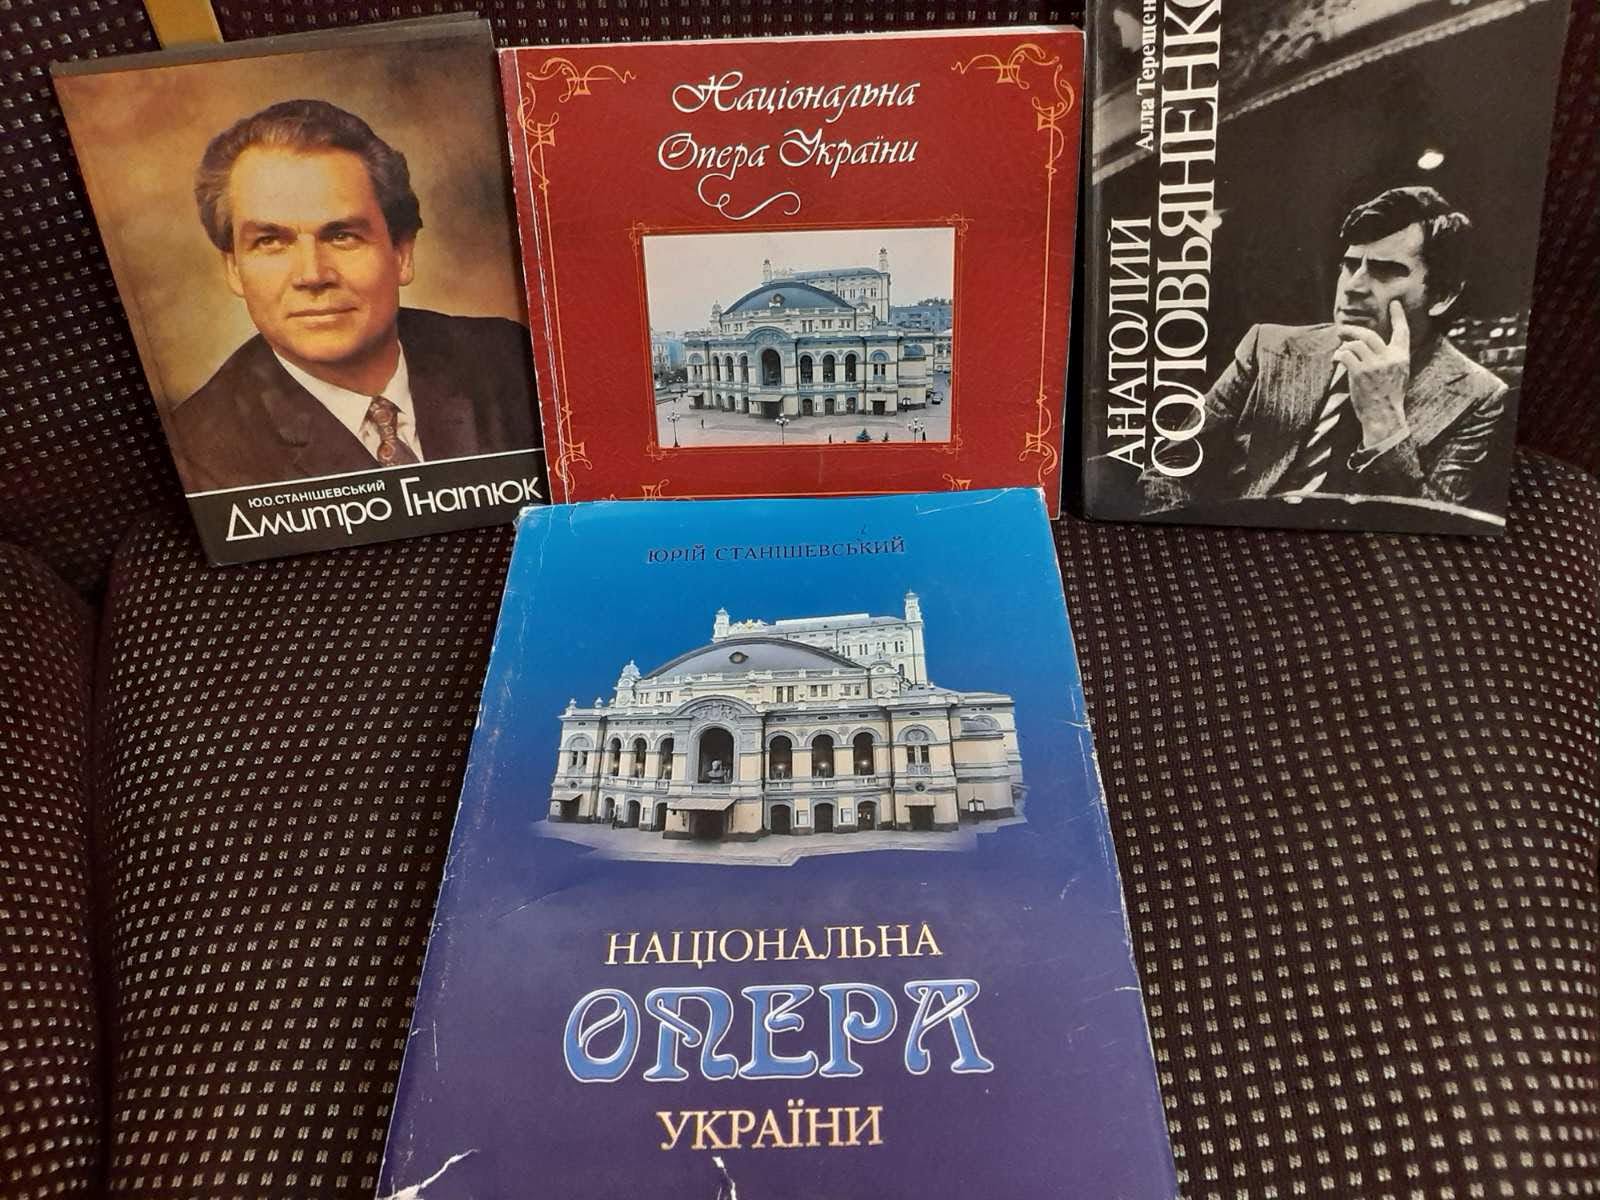 Ю.О.СТАНІШЕВСЬКИЙ
Дмитро Гнатюк
Національна
Опера України
Алла Терещен
АНАТОЛИЙ
СОЛОВЬЯНЕНКО
ЮРІЙ СТАНІШЕВСЬКИЙ
НАЦІОНАЛЬНА
ОПЕРА
УКРАЇНИ